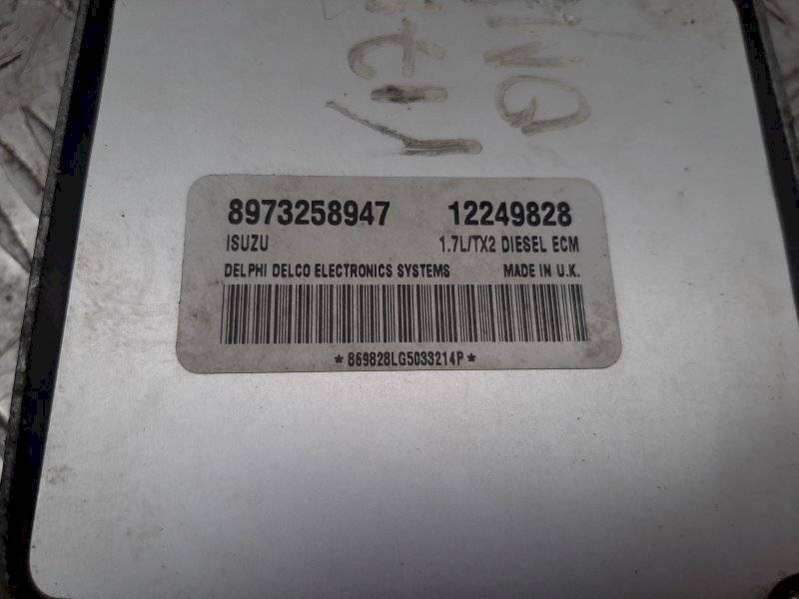 8973258947 12249828
ISUZU 1.7L/TX2 DIESEL ECM
DELPHI DELCO ELECTRONICS SYSTEMS MADE IN U.K.
*869828LG5033214P*